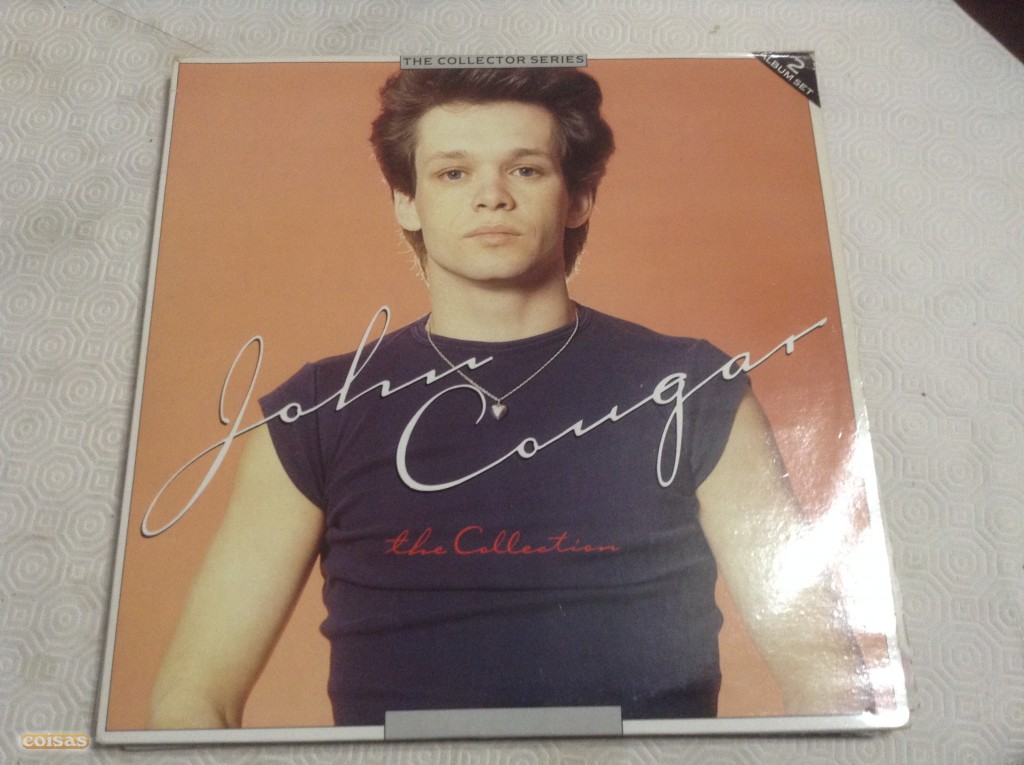 THE COLLECTOR SERIES
2
ALBUM SET
John
Cougar
the Collection
coisas